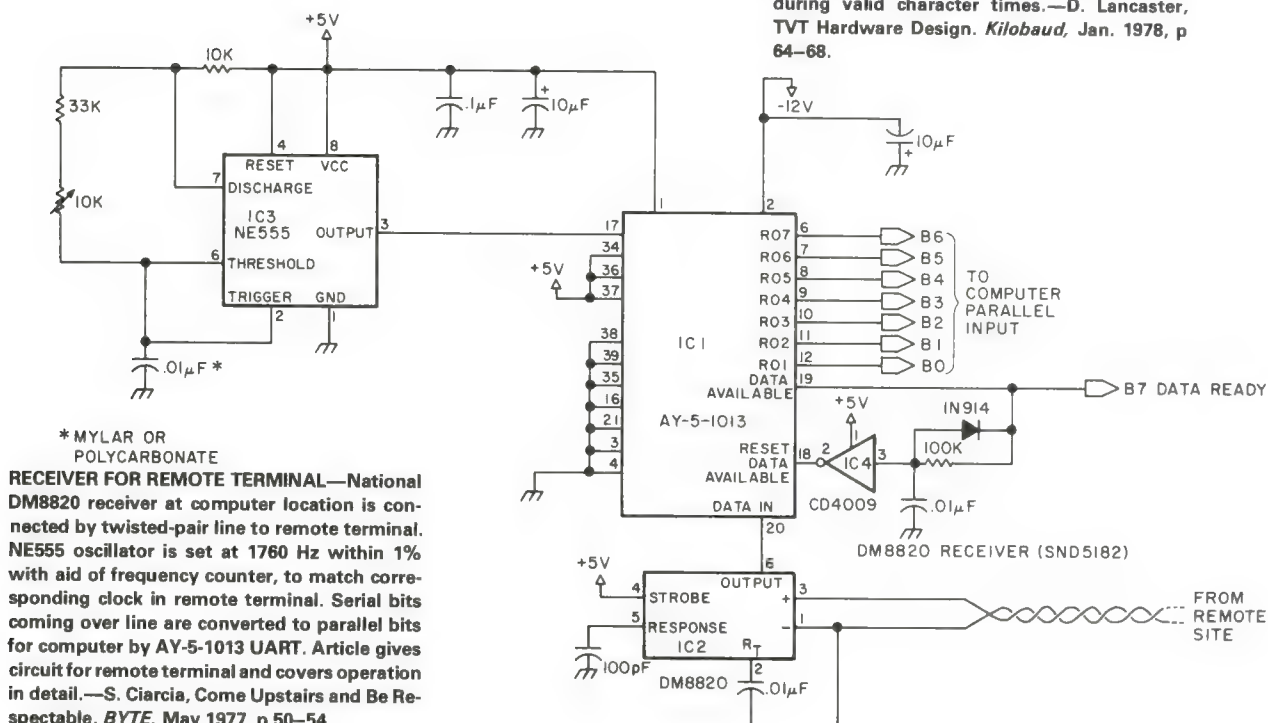 during valid character times.—D. Lancaster,
TVT Hardware Design. Kilobaud, Jan. 1978, p
64–68.
+5V
10K
33K
.1μF
+
10μF
-12V
10μF
+
4
8
RESET
VCC
7
DISCHARGE
10K
IC3
NE555
OUTPUT
3
6
THRESHOLD
TRIGGER
GND
2
1
.01μF *
* MYLAR OR
POLYCARBONATE
1
2
17
34
+5V
36
37
38
39
35
16
21
3
4
IC1
AY-5-1013
RO7
6
B6
RO6
7
B5
RO5
8
B4
RO4
9
B3
RO3
10
B2
RO2
11
B1
RO1
12
B0
TO
COMPUTER
PARALLEL
INPUT
DATA
AVAILABLE
19
B7 DATA READY
+5V
1N914
1
RESET
DATA
AVAILABLE
18
2
IC4
3
100K
CD4009
.01μF
DATA IN
20
DM8820 RECEIVER (SND5182)
+5V
6
OUTPUT
4
STROBE
+
3
5
RESPONSE
–
1
IC2
RT
100pF
DM8820
2
.01μF
FROM
REMOTE
SITE
RECEIVER FOR REMOTE TERMINAL—National
DM8820 receiver at computer location is con-
nected by twisted-pair line to remote terminal.
NE555 oscillator is set at 1760 Hz within 1%
with aid of frequency counter, to match corre-
sponding clock in remote terminal. Serial bits
coming over line are converted to parallel bits
for computer by AY-5-1013 UART. Article gives
circuit for remote terminal and covers operation
in detail.—S. Ciarcia, Come Upstairs and Be Re-
spectable, BYTE, May 1977, p 50–54.